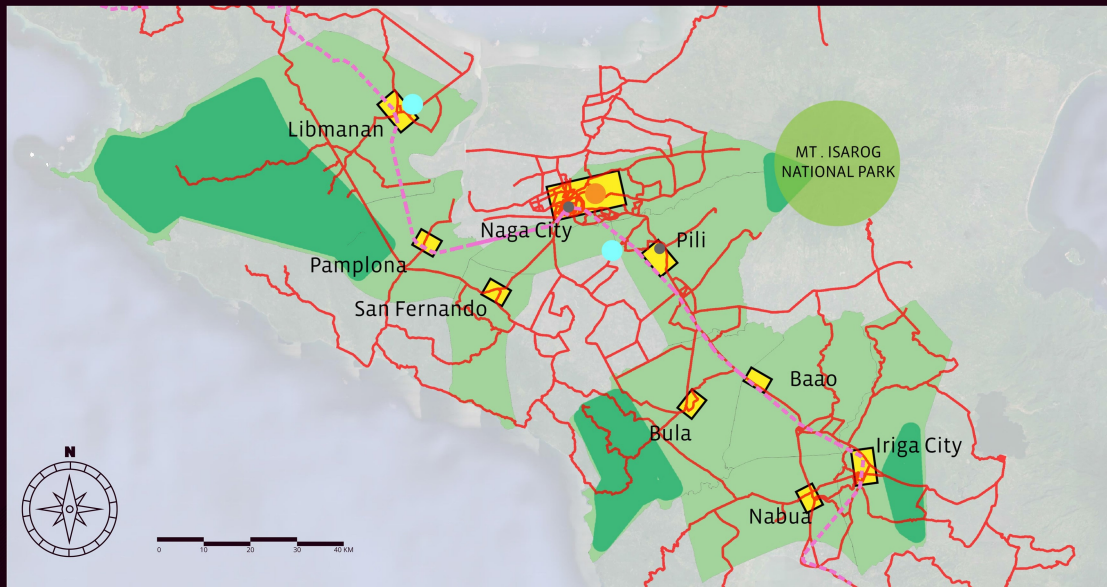 Libmanan
MT . ISAROG
NATIONAL PARK
Naga City
Pili
Pamplona
San Fernando
Baao
Bula
Iriga City
Nabua
N
0 10 20 30 40 KM